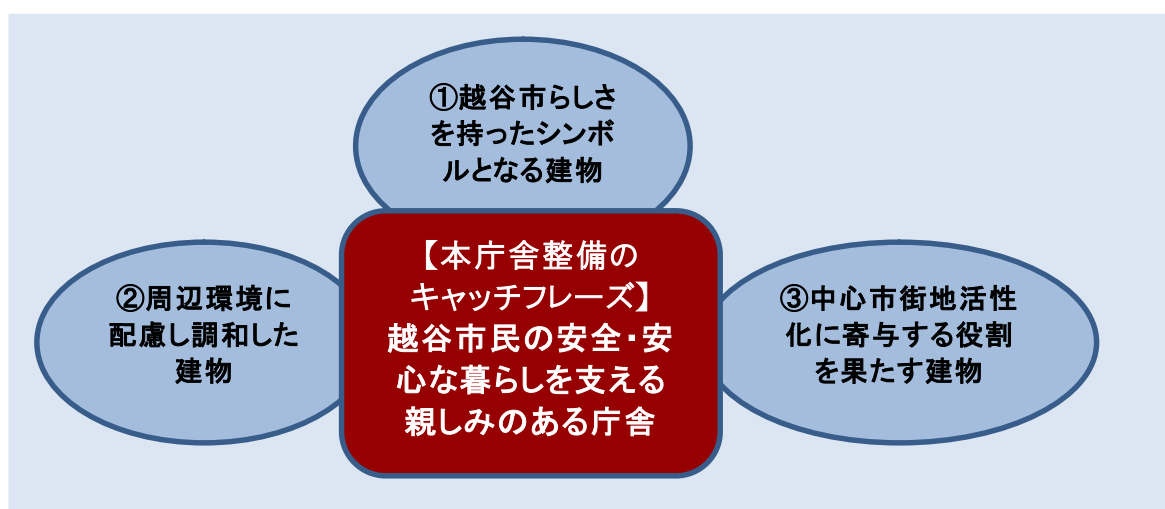 ①越谷市らしさ
を持ったシンボ
ルとなる建物
【本庁舎整備の
キャッチフレーズ】
越谷市民の安全・安
心な暮らしを支える
親しみのある庁舎
②周辺環境に
配慮し調和した
建物
③中心市街地活性
化に寄与する役割
を果たす建物